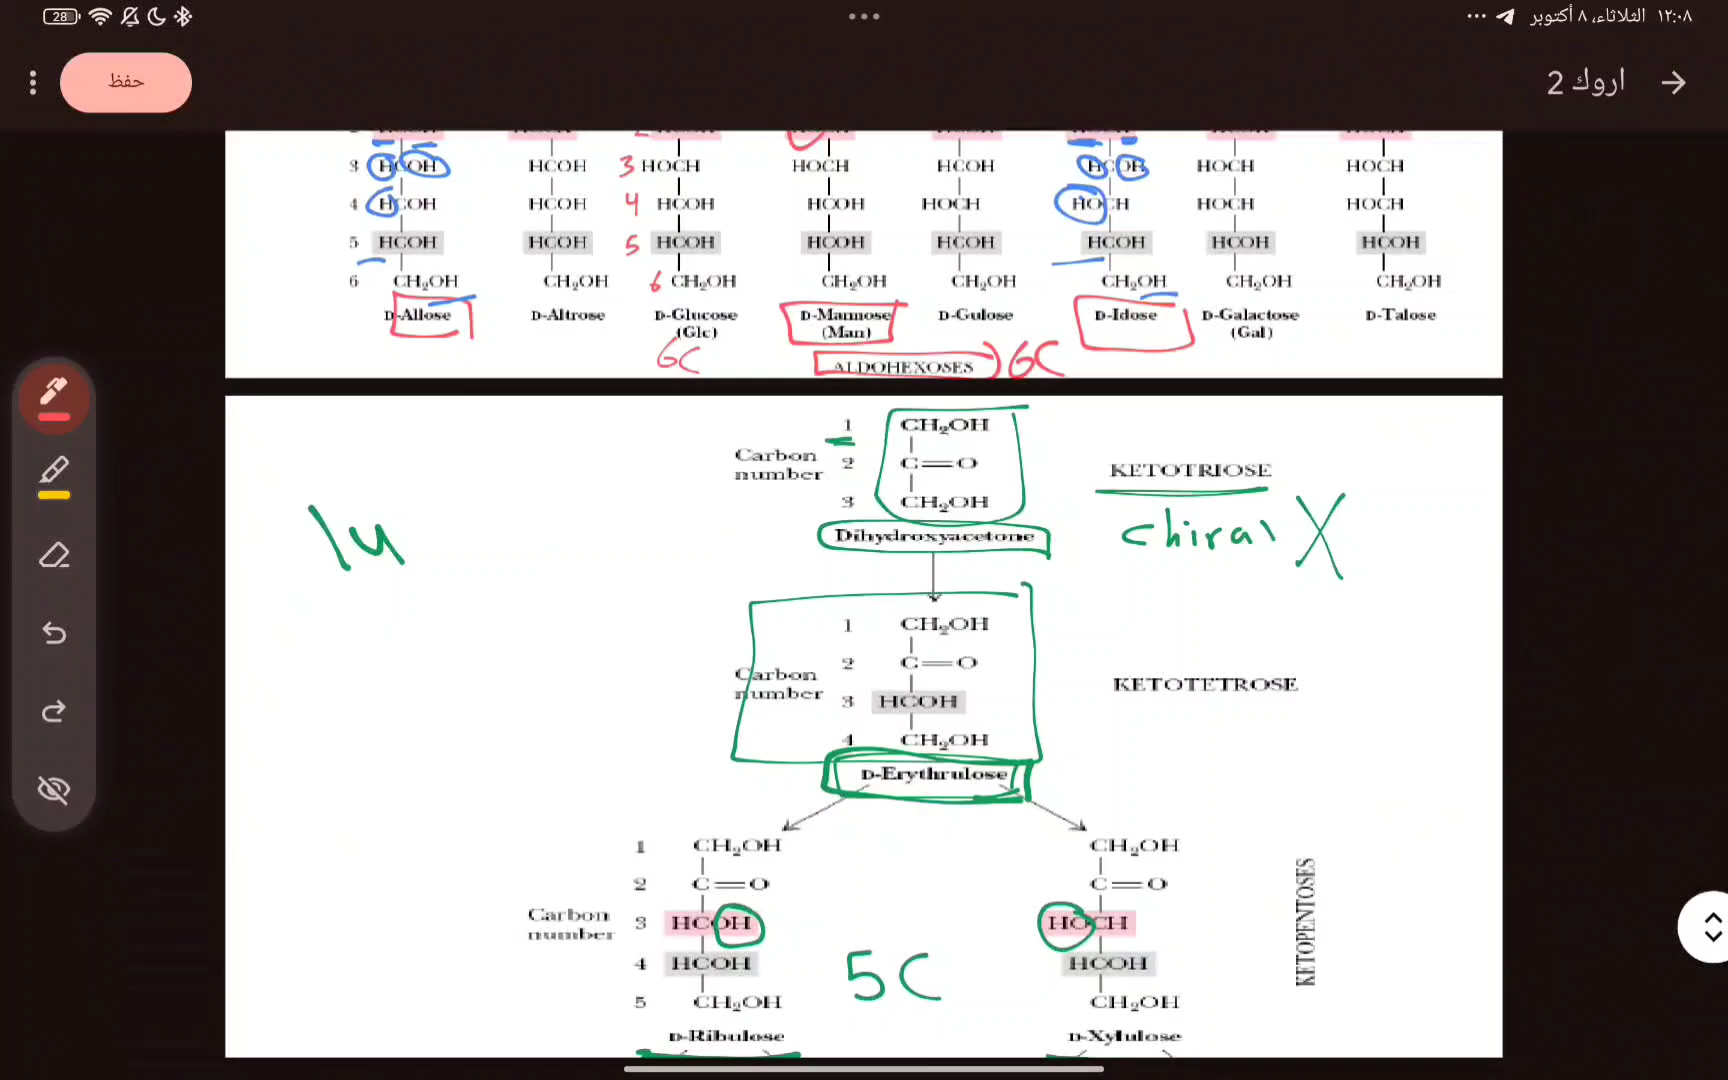 28
١٢:٠٨ الثلاثاء، ٨ أكتوبر
حفظ
اروك 2
3 HCOH HCOH 3 HOCH HOCH HCOH HCOH HOCH HOCH
4 HCOH HCOH 4 HCOH HCOH HOCH HOCH HOCH HOCH
5 HCOH HCOH 5 HCOH HCOH HCOH HCOH HCOH HCOH
6 CH₂OH CH₂OH 6 CH₂OH CH₂OH CH₂OH CH₂OH CH₂OH CH₂OH
D-Allose D-Altrose D-Glucose D-Mannose D-Gulose D-Idose D-Galactose D-Talose
(Glc) (Man) (Gal)
6C ALDOHEXOSES 6C
1 CH₂OH
Carbon number 2 C=O KETOTRIOSE
3 CH₂OH
Dihydroxyacetone chiral X
1 CH₂OH
2 C=O
Carbon number 3 HCOH KETOTETROSE
4 CH₂OH
D-Erythrulose
1 CH₂OH CH₂OH
2 C=O C=O
Carbon number 3 HCOH HOCH KETOPENTOSES
4 HCOH 5C HCOH
5 CH₂OH CH₂OH
D-Ribulose D-Xylulose